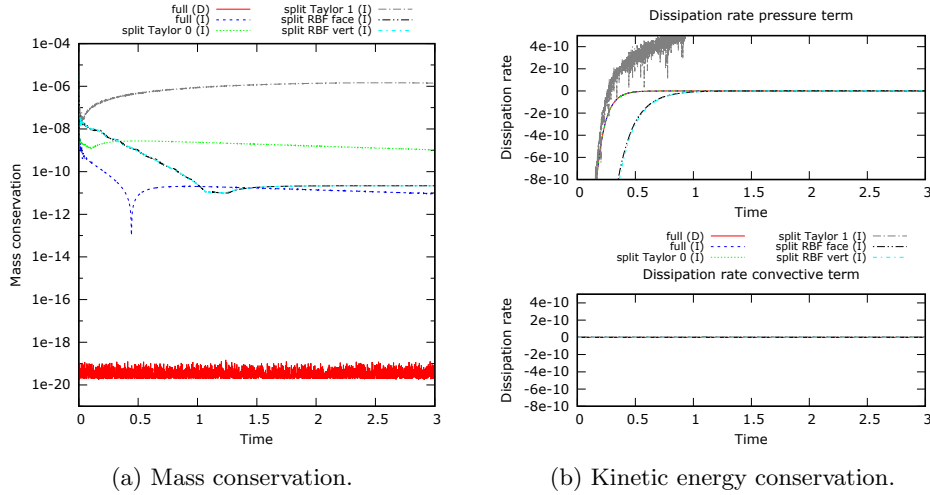 full (D)
full (I)
split Taylor 0 (I)
split Taylor 1 (I)
split RBF face (I)
split RBF vert (I)
1e-04
1e-06
1e-08
1e-10
1e-12
1e-14
1e-16
1e-18
1e-20
Mass conservation
0 0.5 1 1.5 2 2.5 3
Time
(a) Mass conservation.
Dissipation rate pressure term
4e-10
2e-10
0
-2e-10
-4e-10
-6e-10
-8e-10
Dissipation rate
0 0.5 1 1.5 2 2.5 3
Time
full (D)
full (I)
split Taylor 0 (I)
split Taylor 1 (I)
split RBF face (I)
split RBF vert (I)
Dissipation rate convective term
4e-10
2e-10
0
-2e-10
-4e-10
-6e-10
-8e-10
Dissipation rate
0 0.5 1 1.5 2 2.5 3
Time
(b) Kinetic energy conservation.